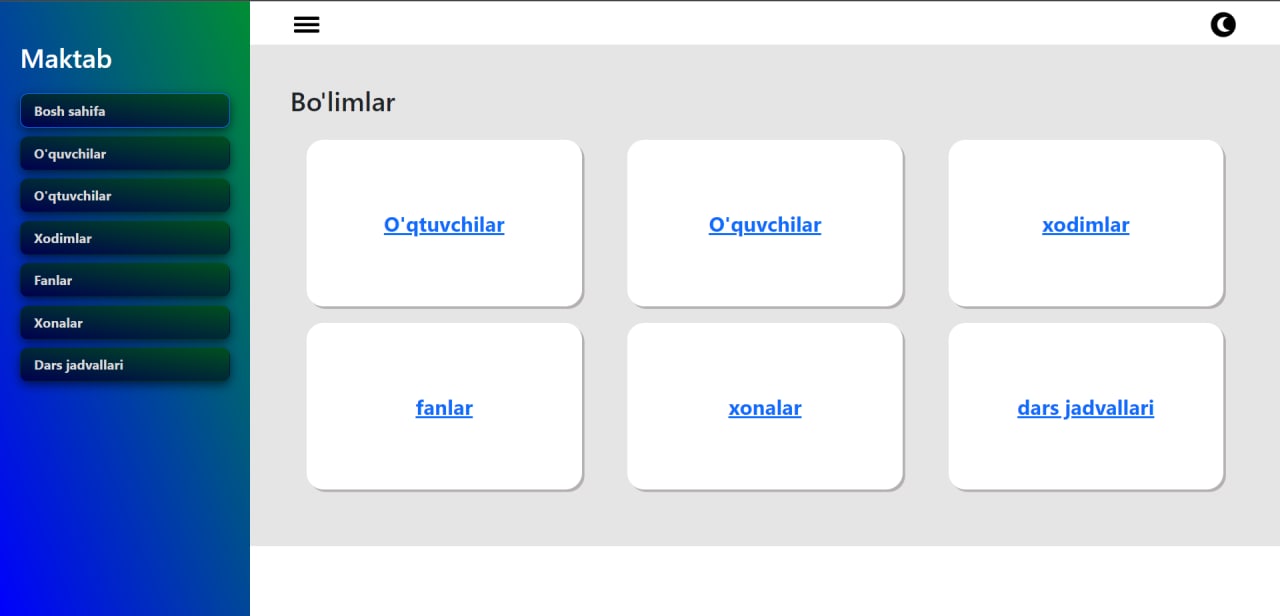 Maktab
Bosh sahifa
O'quvchilar
O'qtuvchilar
Xodimlar
Fanlar
Xonalar
Dars jadvallari
Bo'limlar
O'qtuvchilar
O'quvchilar
xodimlar
fanlar
xonalar
dars jadvallari